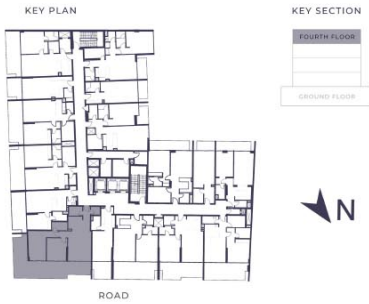 KEY PLAN
KEY SECTION
FOURTH FLOOR
GROUND FLOOR
N
ROAD